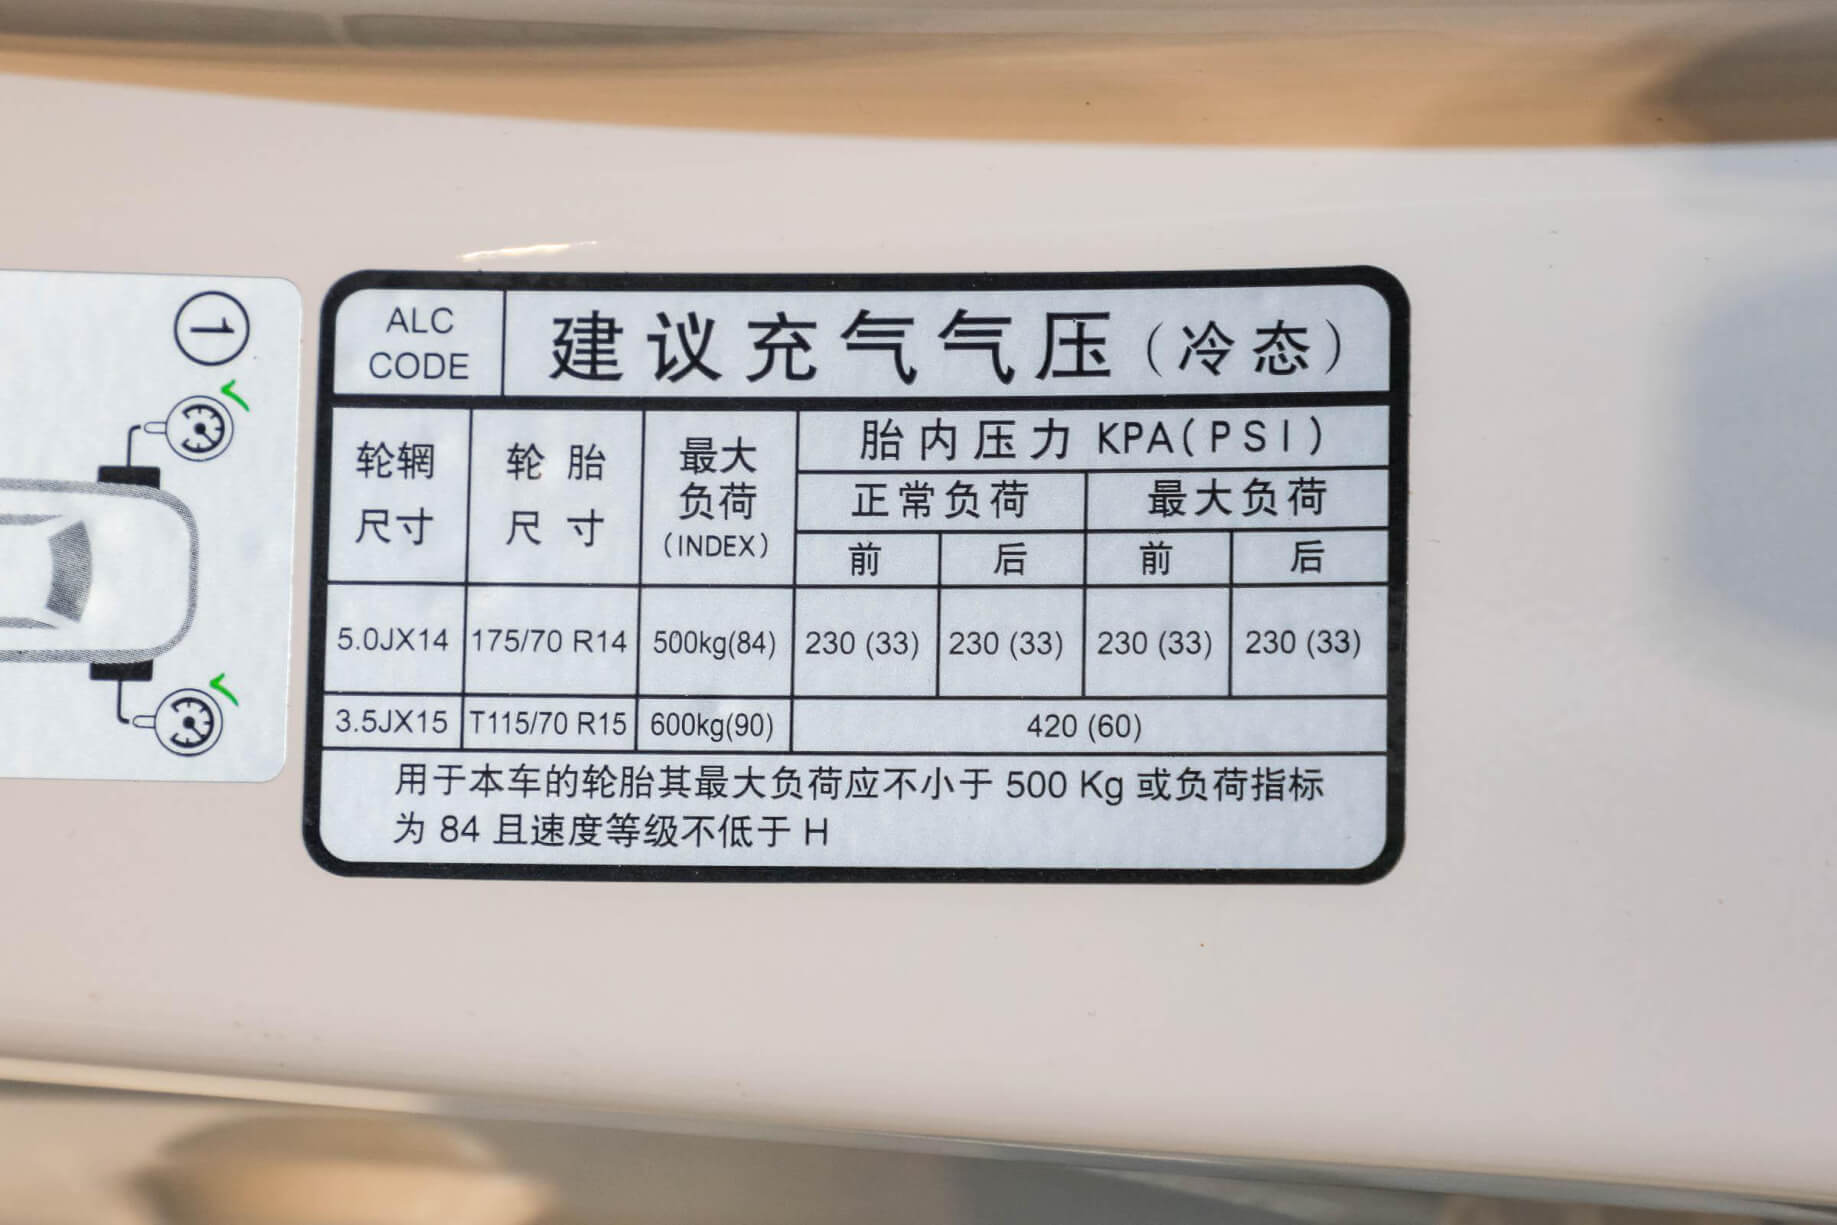 1
ALC
CODE
建议充气气压（冷态）
轮辋
尺寸
轮胎
尺寸
最大
负荷
(INDEX)
胎内压力 KPA(PSI)
正常负荷 最大负荷
前 后 前 后
5.0JX14 175/70 R14 500kg(84) 230 (33) 230 (33) 230 (33) 230 (33)
3.5JX15 T115/70 R15 600kg(90) 420 (60)
用于本车的轮胎其最大负荷应不小于 500 Kg 或负荷指标
为 84 且速度等级不低于 H